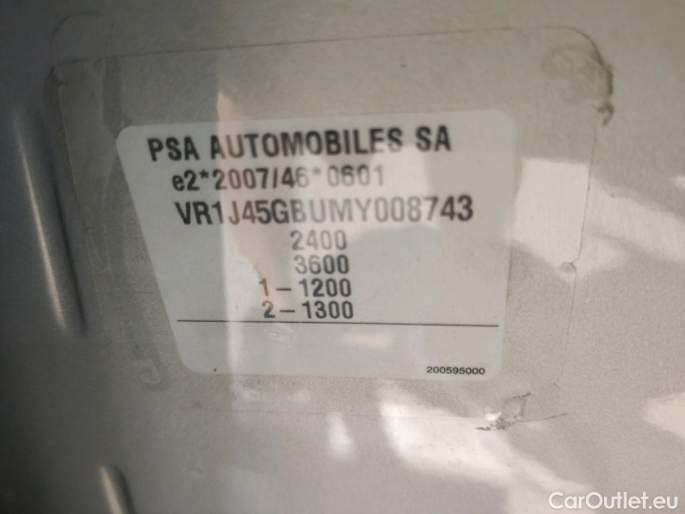 PSA AUTOMOBILES SA
e2*2007/46*0601
VR1J45GBUMY008743
2400
3600
1-1200
2-1300
200595000
CarOutlet.eu